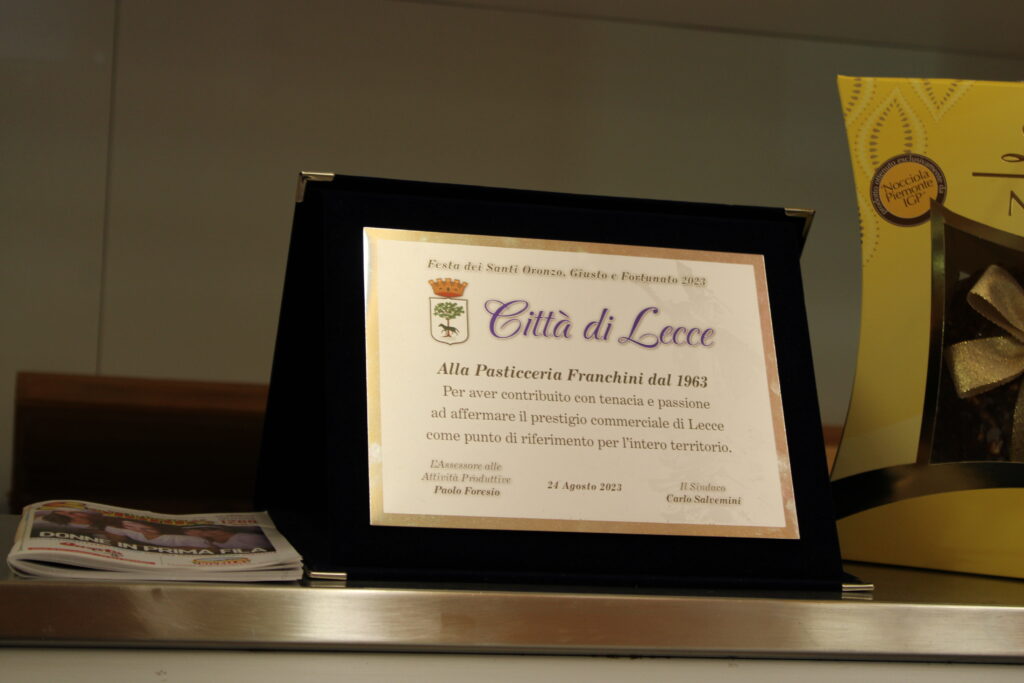 Festa dei Santi Oronzo, Giusto e Fortunato 2023
Città di Lecce
Alla Pasticceria Franchini dal 1963
Per aver contribuito con tenacia e passione
ad affermare il prestigio commerciale di Lecce
come punto di riferimento per l'intero territorio.
L'Assessore alle
Attività Produttive
Paolo Foresio
24 Agosto 2023
Il Sindaco
Carlo Salvemini
DONNE IN PRIMA FILA
esclusivamente da
Nocciola
Piemonte
IGP